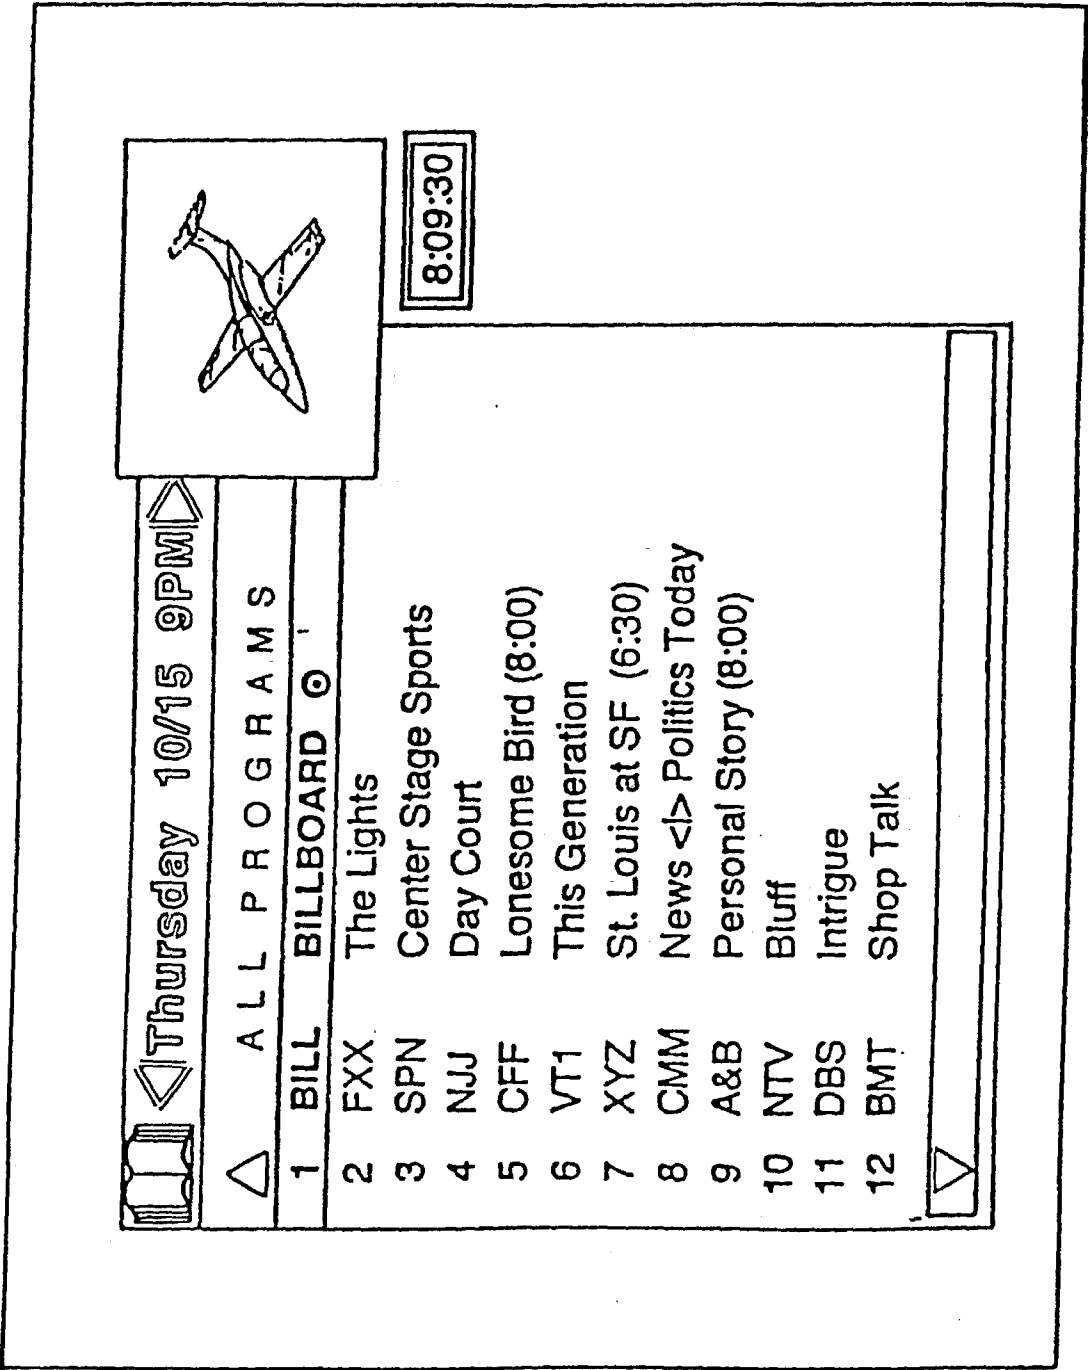 Thursday 10/15 9PM
ALL PROGRAMS
8:09:30
1 BILL BILLBOARD
2 FXX The Lights
3 SPN Center Stage Sports
4 NJJ Day Court
5 CFF Lonesome Bird (8:00)
6 VT1 This Generation
7 XYZ St. Louis at SF (6:30)
8 CMM News <|> Politics Today
9 A&B Personal Story (8:00)
10 NTV Bluff
11 DBS Intrigue
12 BMT Shop Talk